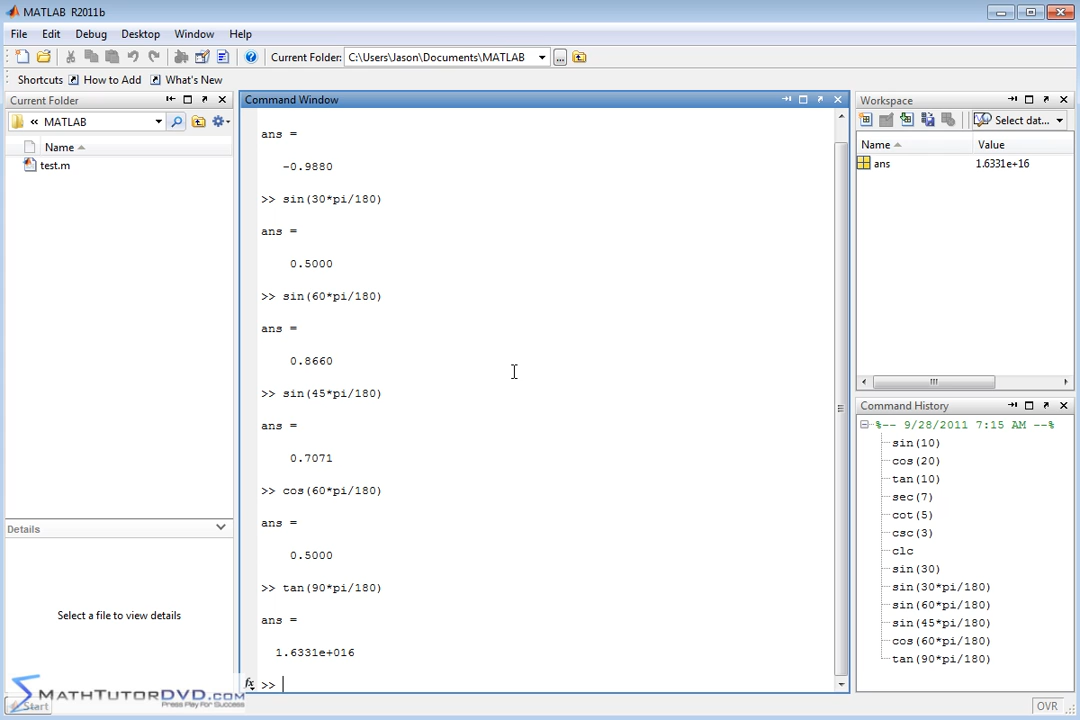 MATLAB R2011b
File Edit Debug Desktop Window Help
Current Folder: C:\Users\Jason\Documents\MATLAB ...
Shortcuts How to Add What's New
Current Folder
« MATLAB
Name
test.m
Details
Select a file to view details
Command Window
ans =
-0.9880
>> sin(30*pi/180)
ans =
0.5000
>> sin(60*pi/180)
ans =
0.8660
>> sin(45*pi/180)
ans =
0.7071
>> cos(60*pi/180)
ans =
0.5000
>> tan(90*pi/180)
ans =
1.6331e+016
fx >>
Workspace
Select dat...
Name Value
ans 1.6331e+16
Command History
%-- 9/28/2011 7:15 AM --%
sin(10)
cos(20)
tan(10)
sec(7)
cot(5)
csc(3)
clc
sin(30)
sin(30*pi/180)
sin(60*pi/180)
sin(45*pi/180)
cos(60*pi/180)
tan(90*pi/180)
MATHTUTORDVD.COM
Press Play For Success
Start
OVR